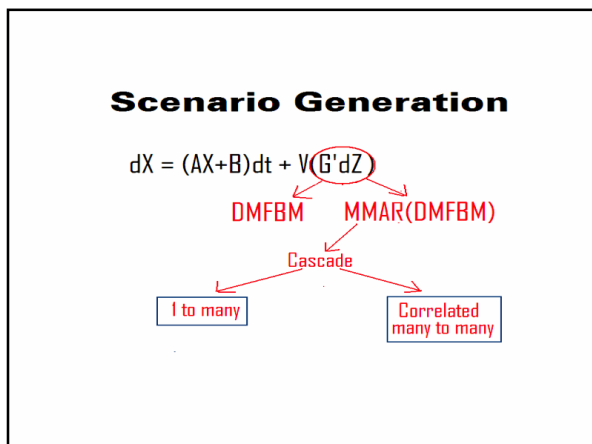 Scenario Generation
dX = (AX+B)dt + V(G'dZ)
DMFBM MMAR(DMFBM)
Cascade
1 to many
Correlated
many to many